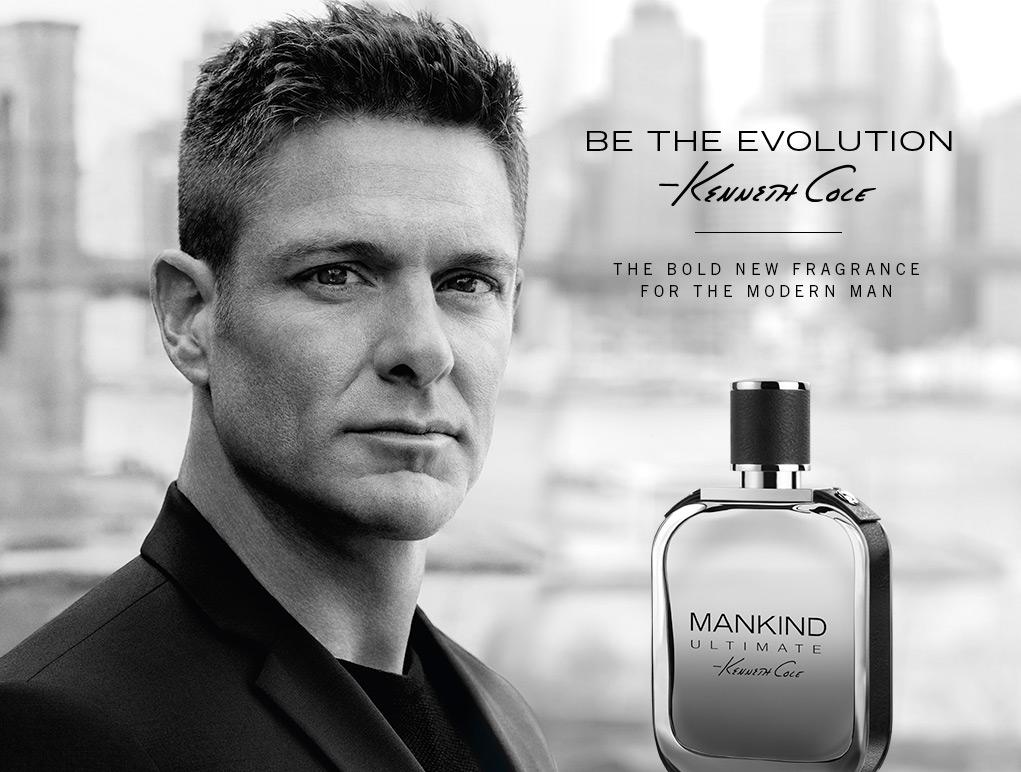 BE THE EVOLUTION
–Kenneth Cole
THE BOLD NEW FRAGRANCE
FOR THE MODERN MAN
MANKIND
ULTIMATE
–Kenneth Cole